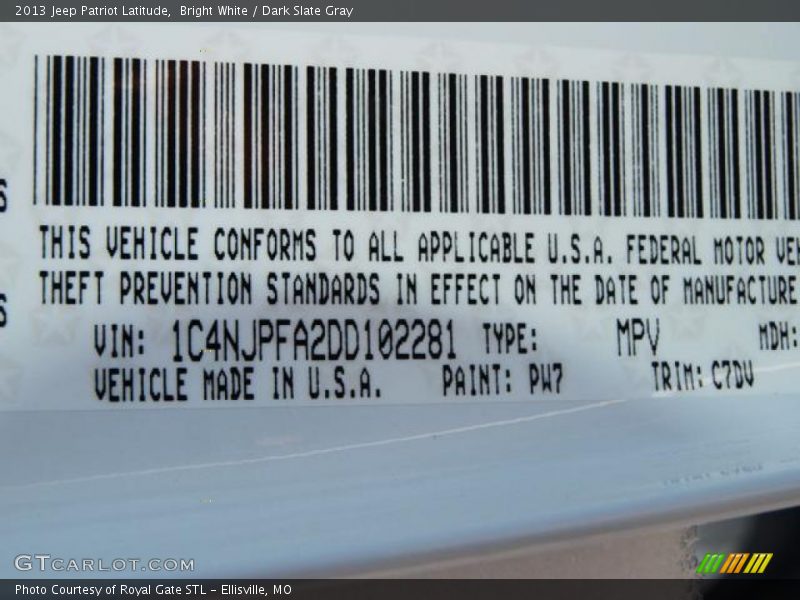 2013 Jeep Patriot Latitude, Bright White / Dark Slate Gray
THIS VEHICLE CONFORMS TO ALL APPLICABLE U.S.A. FEDERAL MOTOR VEH
THEFT PREVENTION STANDARDS IN EFFECT ON THE DATE OF MANUFACTURE
VIN: 1C4NJPFA2DD102281 TYPE: MPV MDH:
VEHICLE MADE IN U.S.A. PAINT: PW7 TRIM: C7DV
GTCARLOT.COM
Photo Courtesy of Royal Gate STL – Ellisville, MO